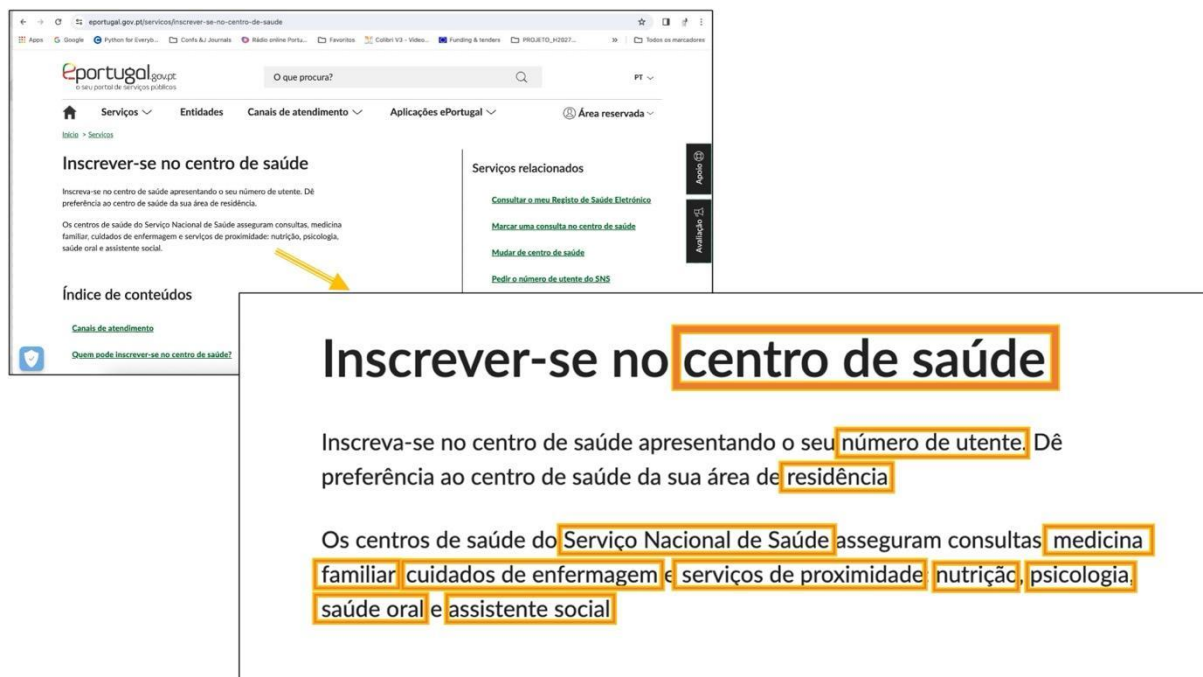 eportugal.gov.pt/servicos/inscrever-se-no-centro-de-saude
Apps Google Python for Everyb... Confs &J Journals Rádio online Portu... Favoritos Colibri V3 - Video... Funding & tenders PROJETO_H2027... » Todos os marcadores
eportugal.gov.pt
o seu portal de serviços públicos
O que procura?
PT
Serviços Entidades Canais de atendimento Aplicações ePortugal Área reservada
Início > Serviços
Inscrever-se no centro de saúde
Inscreva-se no centro de saúde apresentando o seu número de utente. Dê
preferência ao centro de saúde da sua área de residência.
Os centros de saúde do Serviço Nacional de Saúde asseguram consultas, medicina
familiar, cuidados de enfermagem e serviços de proximidade: nutrição, psicologia,
saúde oral e assistente social.
Índice de conteúdos
Canais de atendimento
Quem pode inscrever-se no centro de saúde?
Serviços relacionados
Consultar o meu Registo de Saúde Eletrónico
Marcar uma consulta no centro de saúde
Mudar de centro de saúde
Pedir o número de utente do SNS
Apoio
Avaliação
Inscrever-se no centro de saúde
Inscreva-se no centro de saúde apresentando o seu número de utente. Dê
preferência ao centro de saúde da sua área de residência
Os centros de saúde do Serviço Nacional de Saúde asseguram consultas medicina
familiar cuidados de enfermagem e serviços de proximidade: nutrição, psicologia,
saúde oral e assistente social